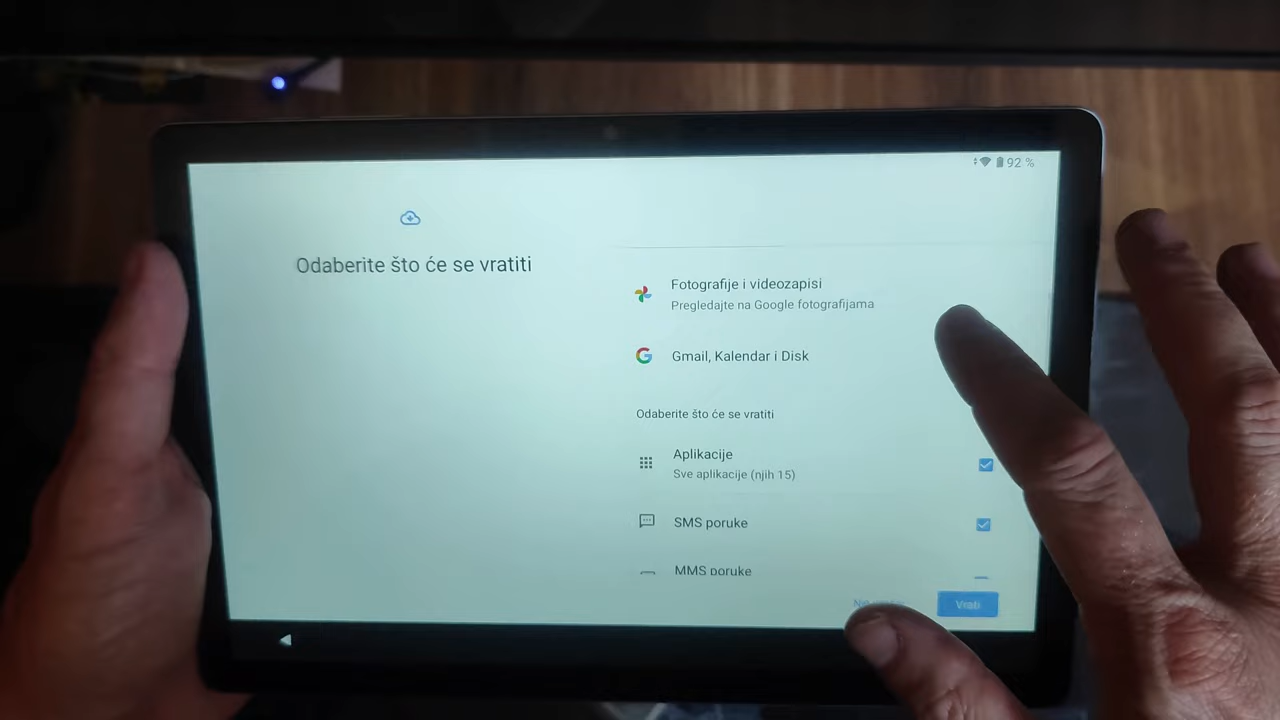 92 %
Odaberite što će se vratiti
Fotografije i videozapisi
Pregledajte na Google fotografijama
Gmail, Kalendar i Disk
Odaberite što će se vratiti
Aplikacije
Sve aplikacije (njih 15)
SMS poruke
MMS poruke
Vrati